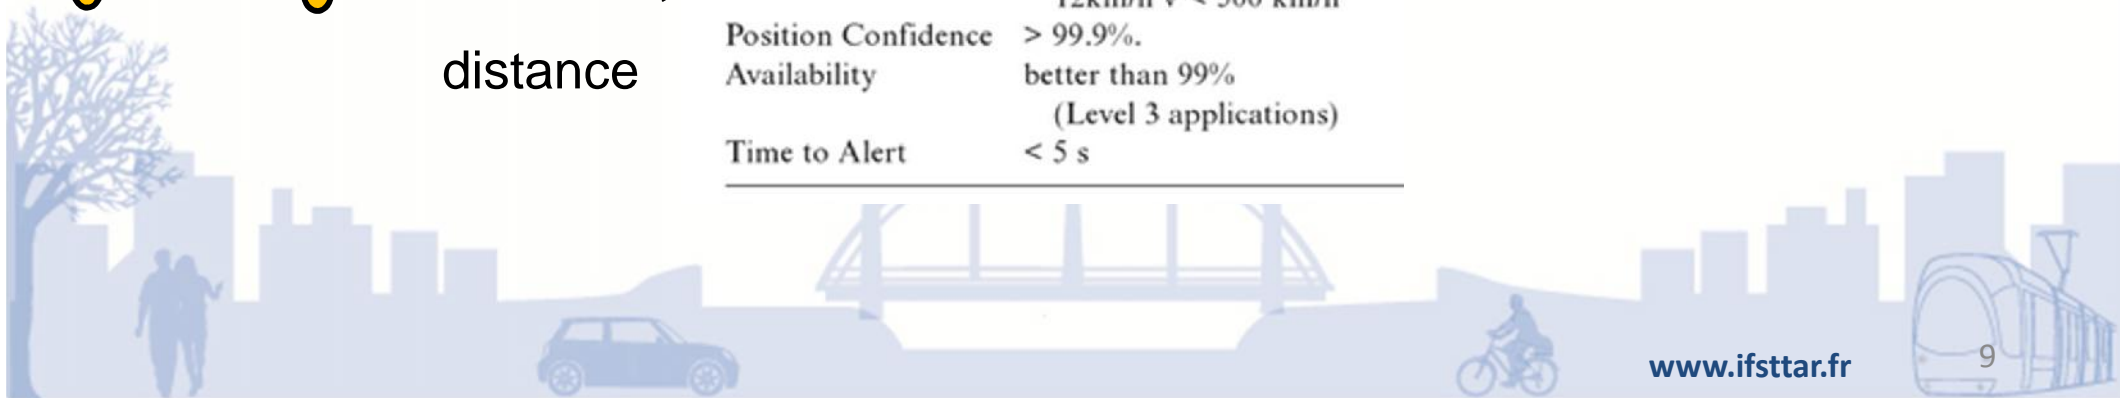 distance
Position Confidence > 99.9%.
Availability better than 99%
(Level 3 applications)
Time to Alert < 5 s
www.ifsttar.fr
9